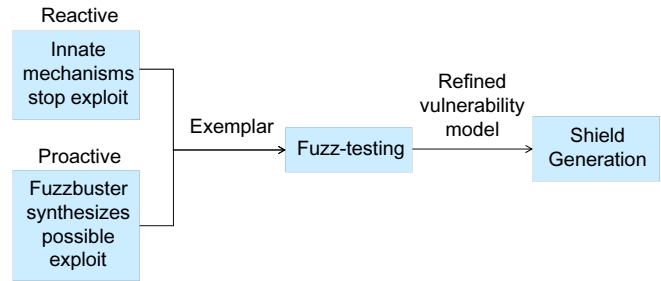 Reactive
Innate
mechanisms
stop exploit
Proactive
Fuzzbuster
synthesizes
possible
exploit
Exemplar
Fuzz-testing
Refined
vulnerability
model
Shield
Generation